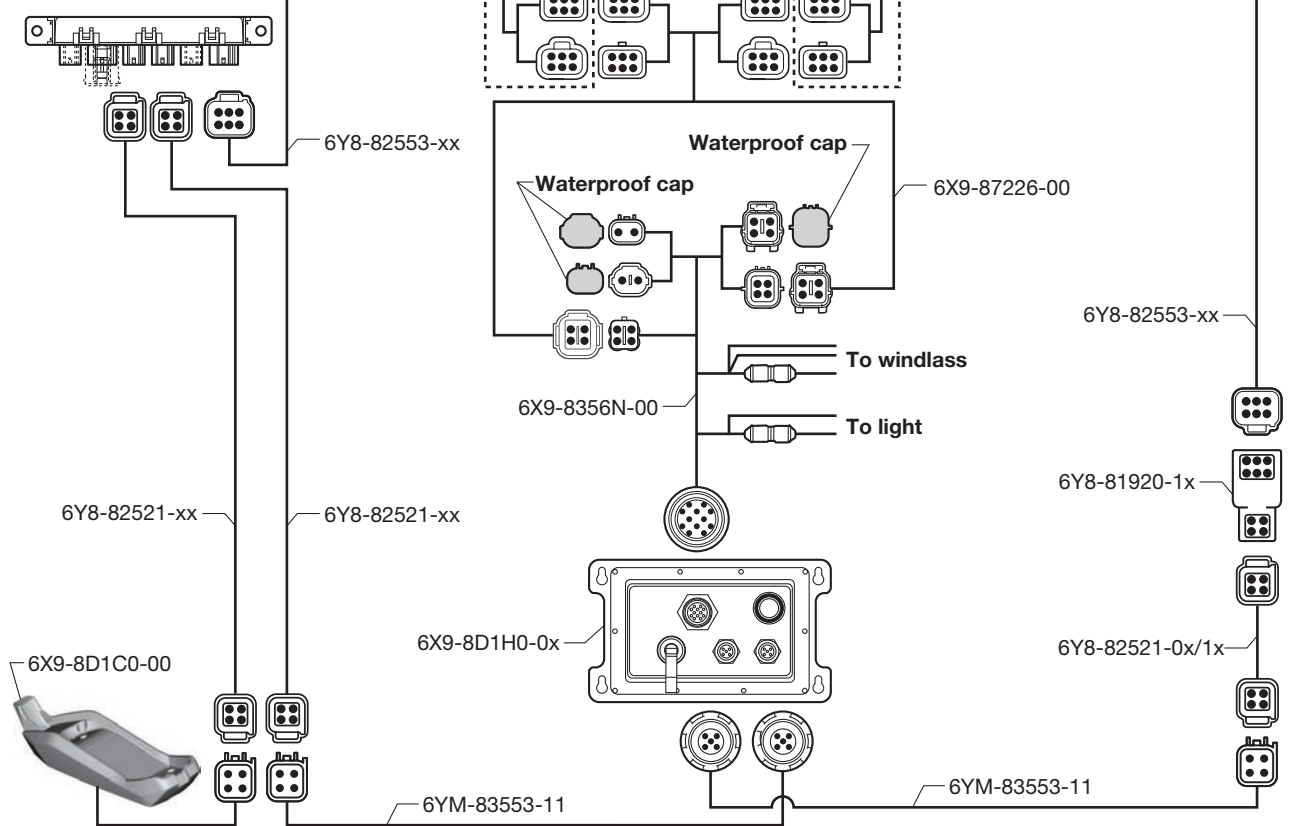 6Y8-82553-xx
Waterproof cap
Waterproof cap
6X9-87226-00
6Y8-82553-xx
To windlass
6X9-8356N-00
To light
6Y8-81920-1x
6Y8-82521-xx
6Y8-82521-xx
6X9-8D1H0-0x
6Y8-82521-0x/1x
6X9-8D1C0-00
6YM-83553-11
6YM-83553-11